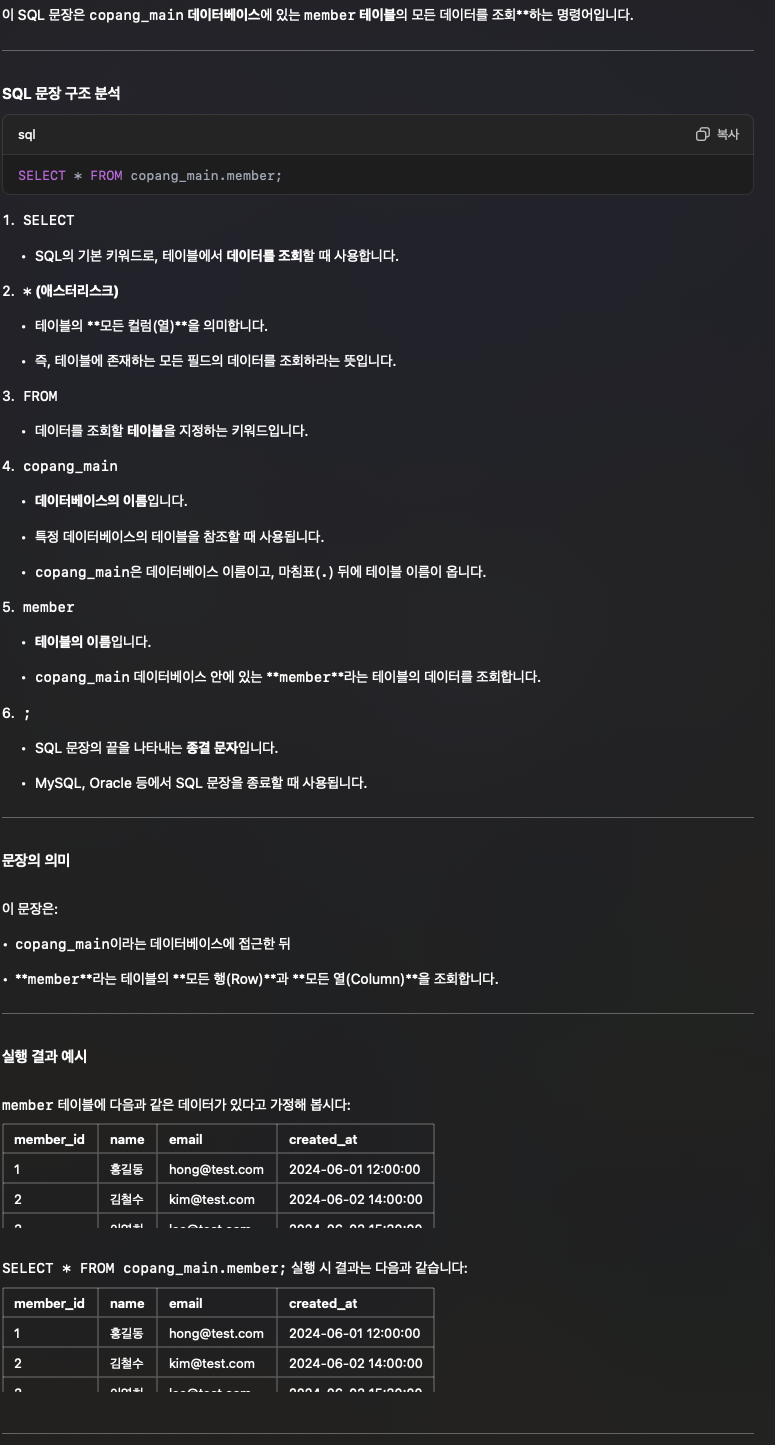 이 SQL 문장은 copang_main 데이터베이스에 있는 member 테이블의 모든 데이터를 조회**하는 명령어입니다.
SQL 문장 구조 분석
sql 복사
SELECT * FROM copang_main.member;
1. SELECT
• SQL의 기본 키워드로, 테이블에서 데이터를 조회할 때 사용합니다.
2. * (애스터리스크)
• 테이블의 **모든 컬럼(열)**을 의미합니다.
• 즉, 테이블에 존재하는 모든 필드의 데이터를 조회하라는 뜻입니다.
3. FROM
• 데이터를 조회할 테이블을 지정하는 키워드입니다.
4. copang_main
• 데이터베이스의 이름입니다.
• 특정 데이터베이스의 테이블을 참조할 때 사용됩니다.
• copang_main은 데이터베이스 이름이고, 마침표(.) 뒤에 테이블 이름이 옵니다.
5. member
• 테이블의 이름입니다.
• copang_main 데이터베이스 안에 있는 **member**라는 테이블의 데이터를 조회합니다.
6. ;
• SQL 문장의 끝을 나타내는 종결 문자입니다.
• MySQL, Oracle 등에서 SQL 문장을 종료할 때 사용됩니다.
문장의 의미
이 문장은:
• copang_main이라는 데이터베이스에 접근한 뒤
• **member**라는 테이블의 **모든 행(Row)**과 **모든 열(Column)**을 조회합니다.
실행 결과 예시
member 테이블에 다음과 같은 데이터가 있다고 가정해 봅시다:
member_id name email created_at
1 홍길동 hong@test.com 2024-06-01 12:00:00
2 김철수 kim@test.com 2024-06-02 14:00:00
SELECT * FROM copang_main.member; 실행 시 결과는 다음과 같습니다:
member_id name email created_at
1 홍길동 hong@test.com 2024-06-01 12:00:00
2 김철수 kim@test.com 2024-06-02 14:00:00